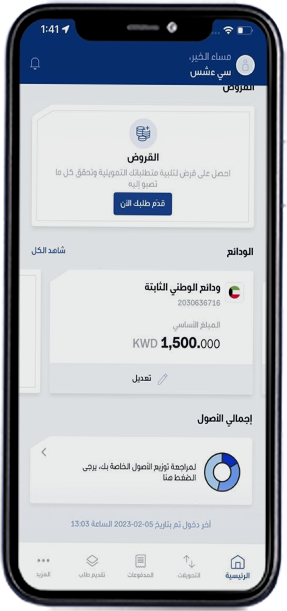 1:41
مساء الخير،
سي عشس
القروض
القروض
احصل على قرض لتلبية متطلباتك التمويلية وتحقق كل ما
تصبو إليه
قدّم طلبك الآن
الودائع
شاهد الكل
ودائع الوطني الثابتة
2030636716
المبلغ الأساسي
KWD 1,500.000
تعديل
إجمالي الأصول
لمراجعة توزيع الأصول الخاصة بك، يرجى
الضغط هنا
آخر دخول تم بتاريخ 05-02-2023 الساعة 13:03
الرئيسية
التحويلات
المدفوعات
تقديم طلب
المزيد